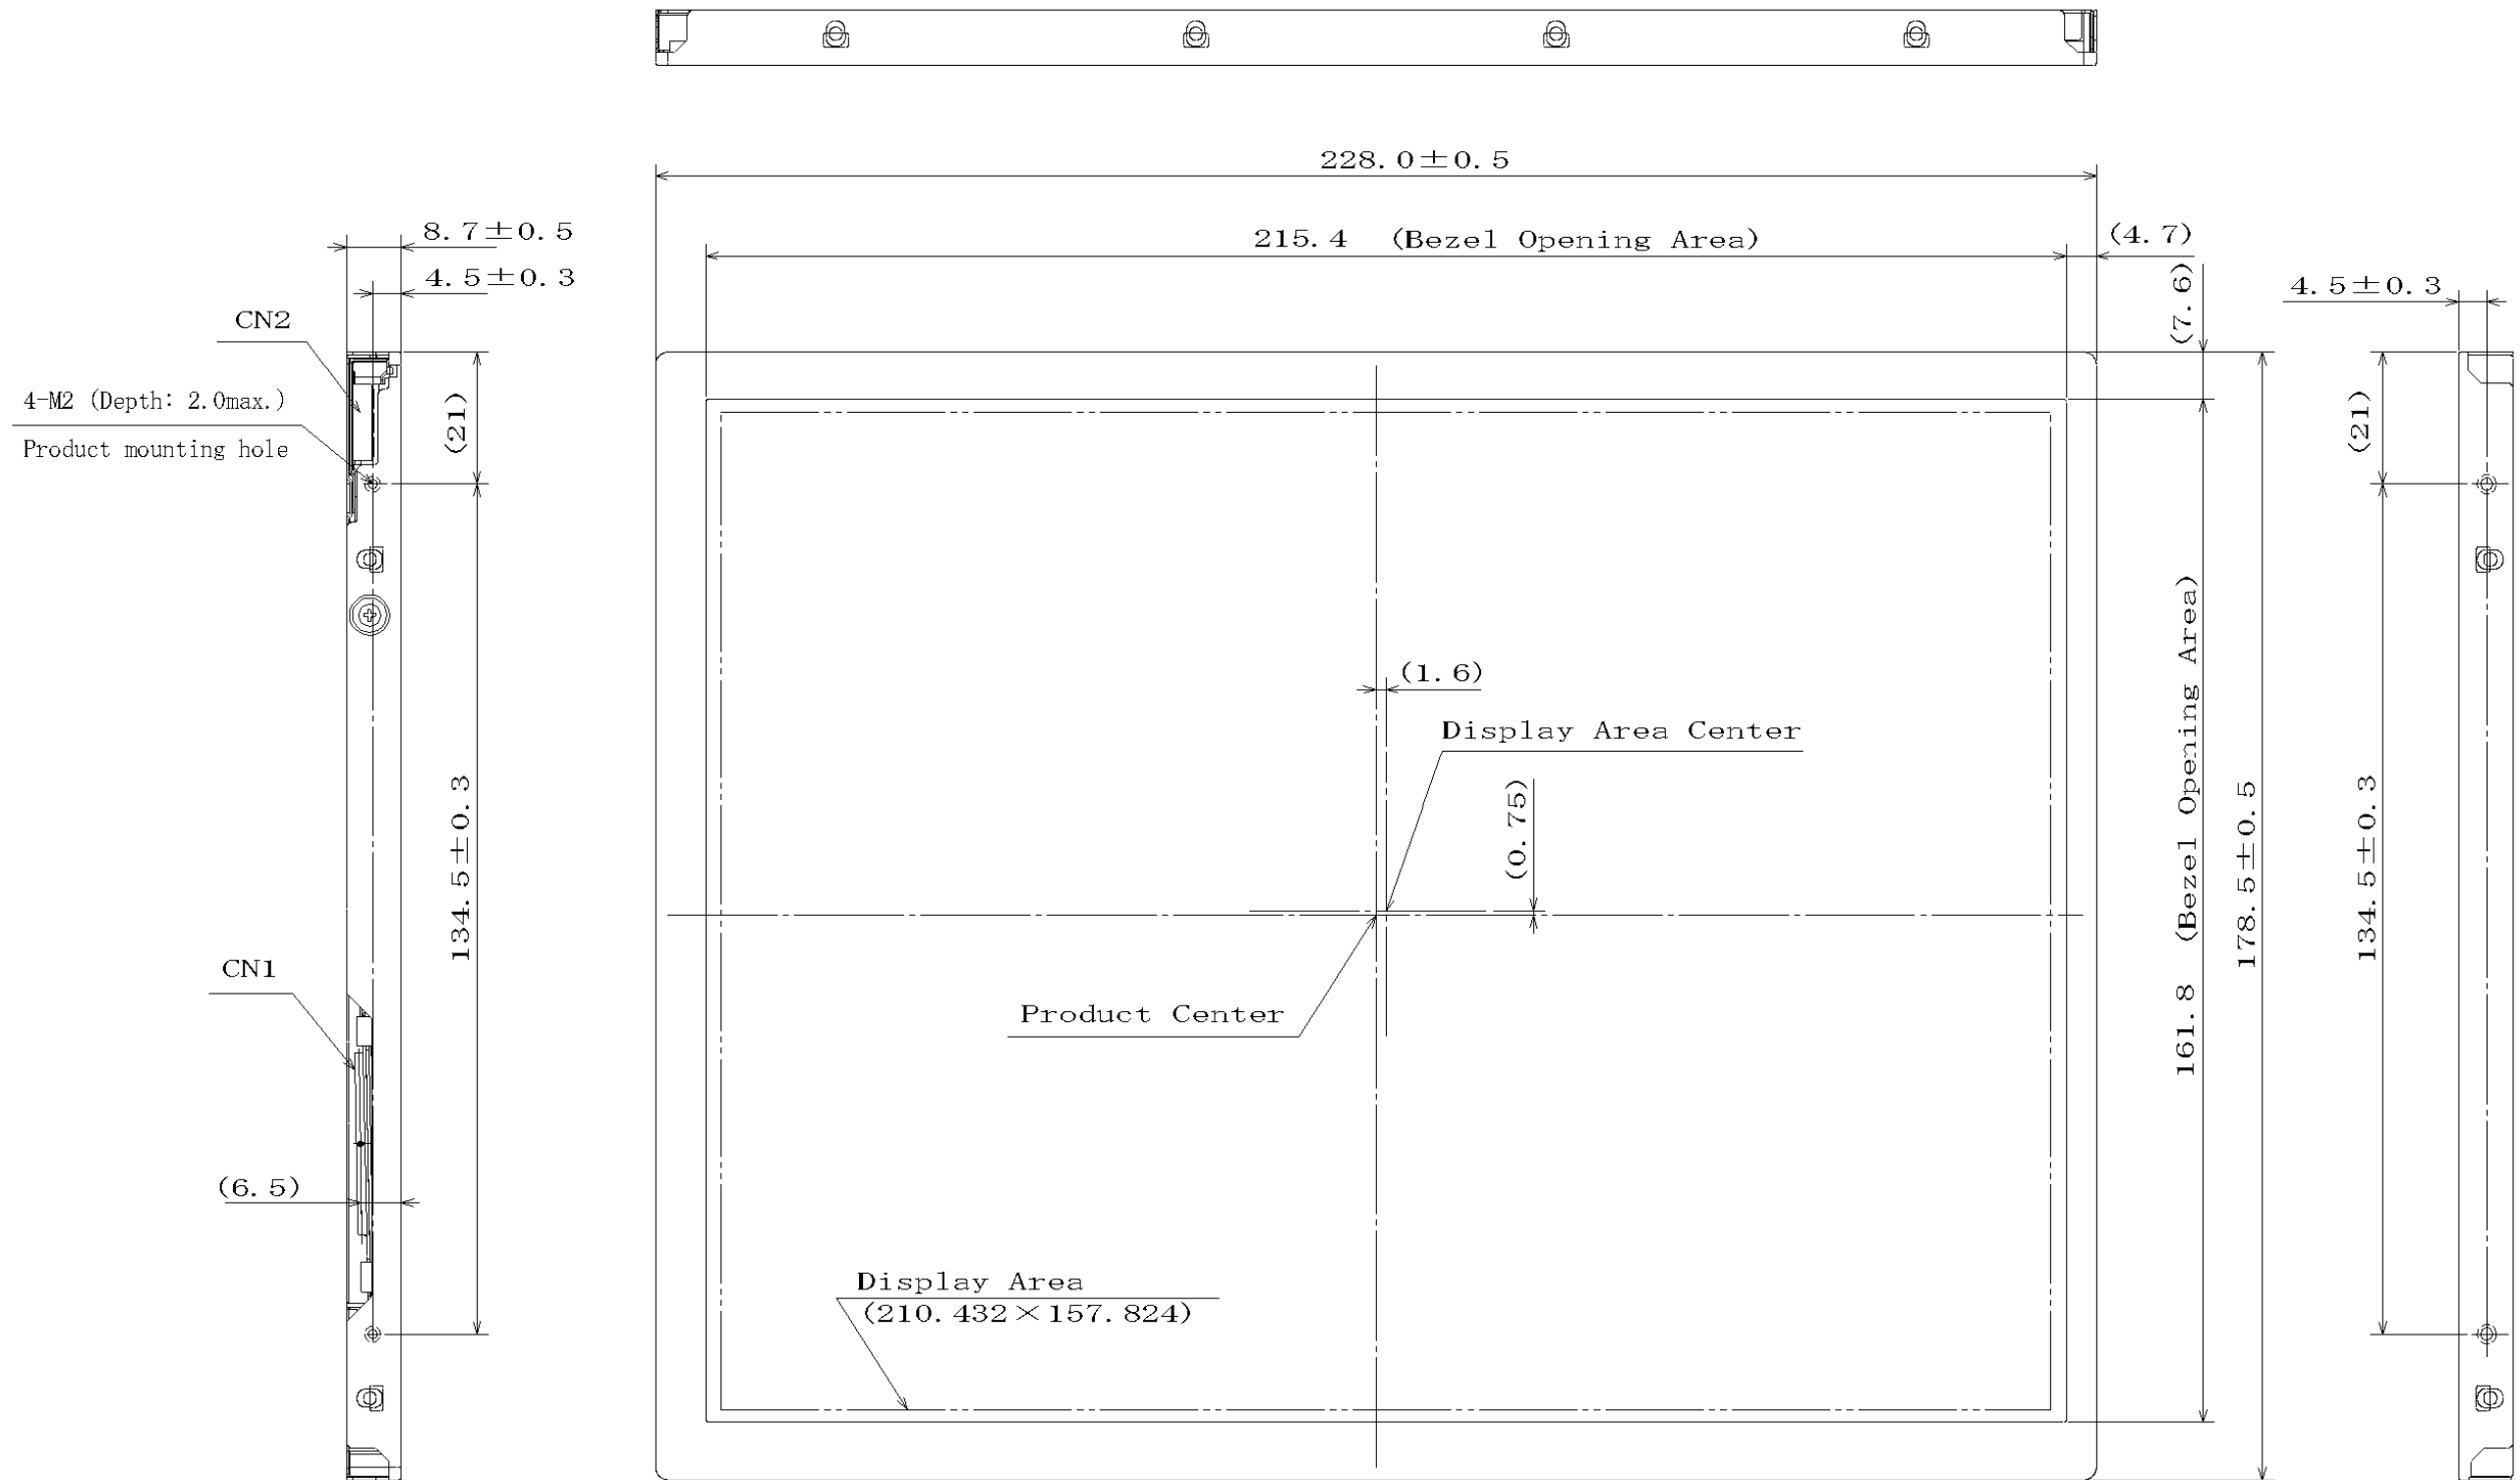 228.0±0.5
8.7±0.5
215.4 (Bezel Opening Area)
(4.7)
4.5±0.3
(7.6)
4.5±0.3
CN2
4-M2 (Depth: 2.0max.)
Product mounting hole
(21)
(21)
(1.6)
Display Area Center
(0.75)
134.5±0.3
161.8 (Bezel Opening Area)
178.5±0.5
134.5±0.3
CN1
Product Center
(6.5)
Display Area
(210.432×157.824)